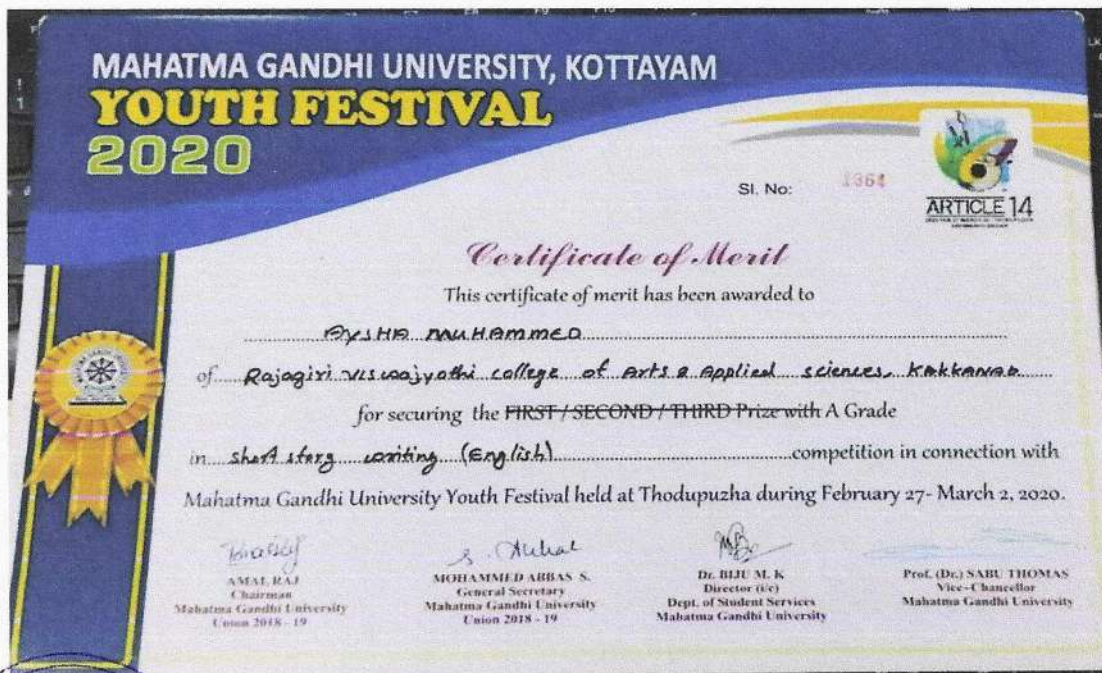 MAHATMA GANDHI UNIVERSITY, KOTTAYAM
YOUTH FESTIVAL
2020
Sl. No: 1364
ARTICLE 14
Certificate of Merit
This certificate of merit has been awarded to
AYSHA MUHAMMED
of Rajagiri viswajyothi college of Arts & Applied sciences, KAKKANAD
for securing the FIRST / SECOND / THIRD Prize with A Grade
in short story writing (English) competition in connection with
Mahatma Gandhi University Youth Festival held at Thodupuzha during February 27- March 2, 2020.
AMAL RAJ
Chairman
Mahatma Gandhi University
Union 2018 - 19
MOHAMMED ABBAS S.
General Secretary
Mahatma Gandhi University
Union 2018 - 19
Dr. BIJU M. K
Director (i/c)
Dept. of Student Services
Mahatma Gandhi University
Prof. (Dr.) SABU THOMAS
Vice-Chancellor
Mahatma Gandhi University